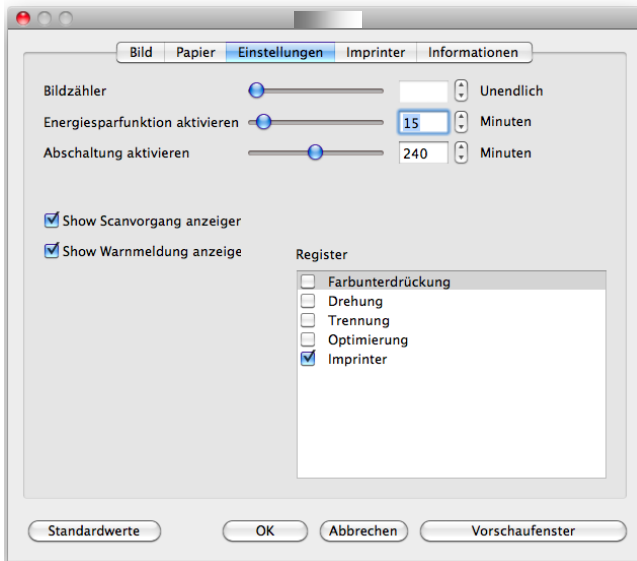 Bild Papier Einstellungen Imprinter Informationen
Bildzähler Unendlich
Energiesparfunktion aktivieren 15 Minuten
Abschaltung aktivieren 240 Minuten
Show Scanvorgang anzeiger
Show Warnmeldung anzeige
Register
Farbunterdrückung
Drehung
Trennung
Optimierung
Imprinter
Standardwerte OK Abbrechen Vorschaufenster